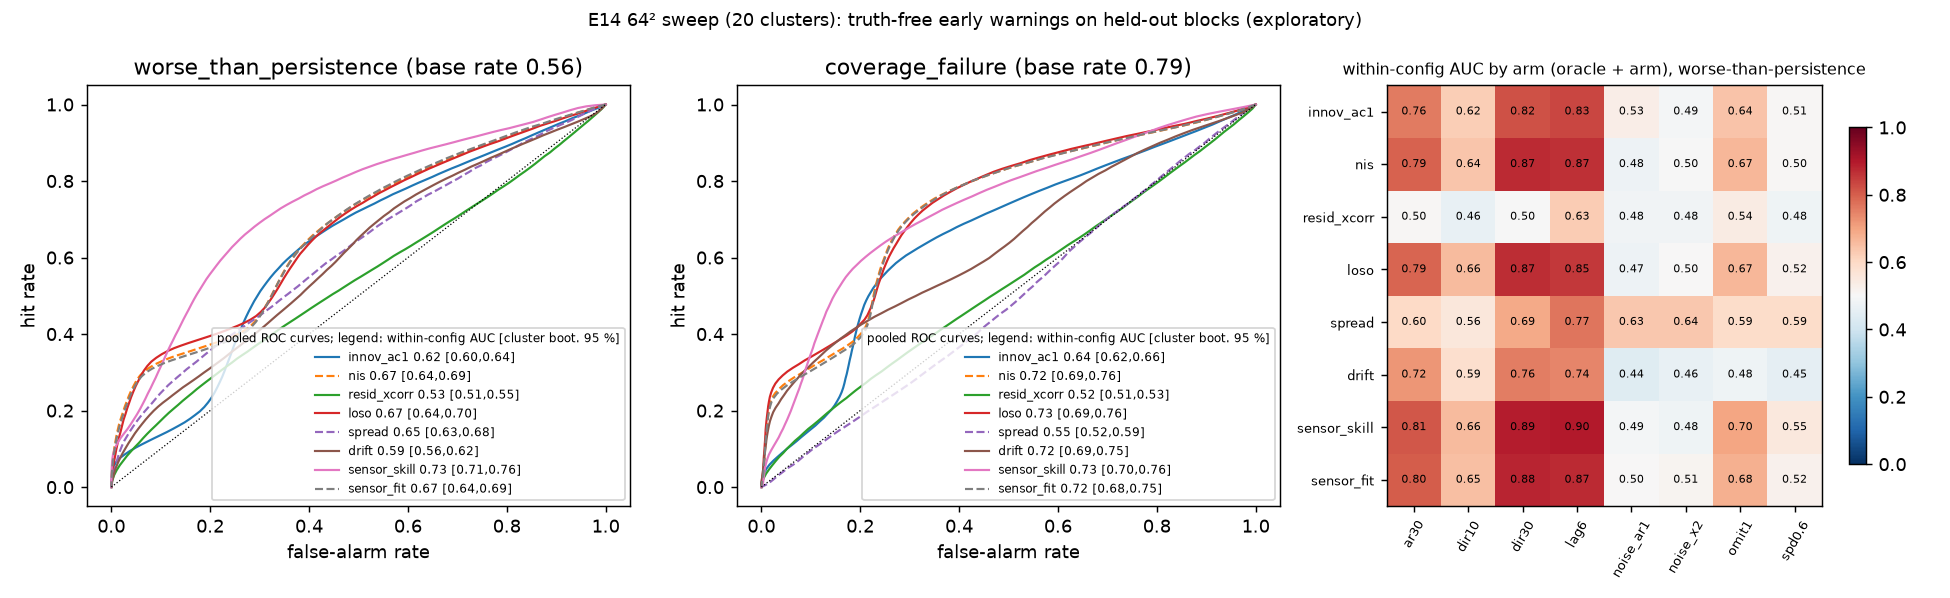 E14 64² sweep (20 clusters): truth-free early warnings on held-out blocks (exploratory)
worse_than_persistence (base rate 0.56)
hit rate
1.0
0.8
0.6
0.4
0.2
0.0
pooled ROC curves; legend: within-config AUC [cluster boot. 95 %]
innov_ac1 0.62 [0.60,0.64]
nis 0.67 [0.64,0.69]
resid_xcorr 0.53 [0.51,0.55]
loso 0.67 [0.64,0.70]
spread 0.65 [0.63,0.68]
drift 0.59 [0.56,0.62]
sensor_skill 0.73 [0.71,0.76]
sensor_fit 0.67 [0.64,0.69]
0.0 0.2 0.4 0.6 0.8 1.0
false-alarm rate
coverage_failure (base rate 0.79)
hit rate
1.0
0.8
0.6
0.4
0.2
0.0
pooled ROC curves; legend: within-config AUC [cluster boot. 95 %]
innov_ac1 0.64 [0.62,0.66]
nis 0.72 [0.69,0.76]
resid_xcorr 0.52 [0.51,0.53]
loso 0.73 [0.69,0.76]
spread 0.55 [0.52,0.59]
drift 0.72 [0.69,0.75]
sensor_skill 0.73 [0.70,0.76]
sensor_fit 0.72 [0.68,0.75]
0.0 0.2 0.4 0.6 0.8 1.0
false-alarm rate
within-config AUC by arm (oracle + arm), worse-than-persistence
innov_ac1 0.76 0.62 0.82 0.83 0.53 0.49 0.64 0.51
nis 0.79 0.64 0.87 0.87 0.48 0.50 0.67 0.50
resid_xcorr 0.50 0.46 0.50 0.63 0.48 0.48 0.54 0.48
loso 0.79 0.66 0.87 0.85 0.47 0.50 0.67 0.52
spread 0.60 0.56 0.69 0.77 0.63 0.64 0.59 0.59
drift 0.72 0.59 0.76 0.74 0.44 0.46 0.48 0.45
sensor_skill 0.81 0.66 0.89 0.90 0.49 0.48 0.70 0.55
sensor_fit 0.80 0.65 0.88 0.87 0.50 0.51 0.68 0.52
ar30 dir10 dir30 lag6 noise_ar1 noise_x2 omit1 spd0.6
1.0
0.8
0.6
0.4
0.2
0.0